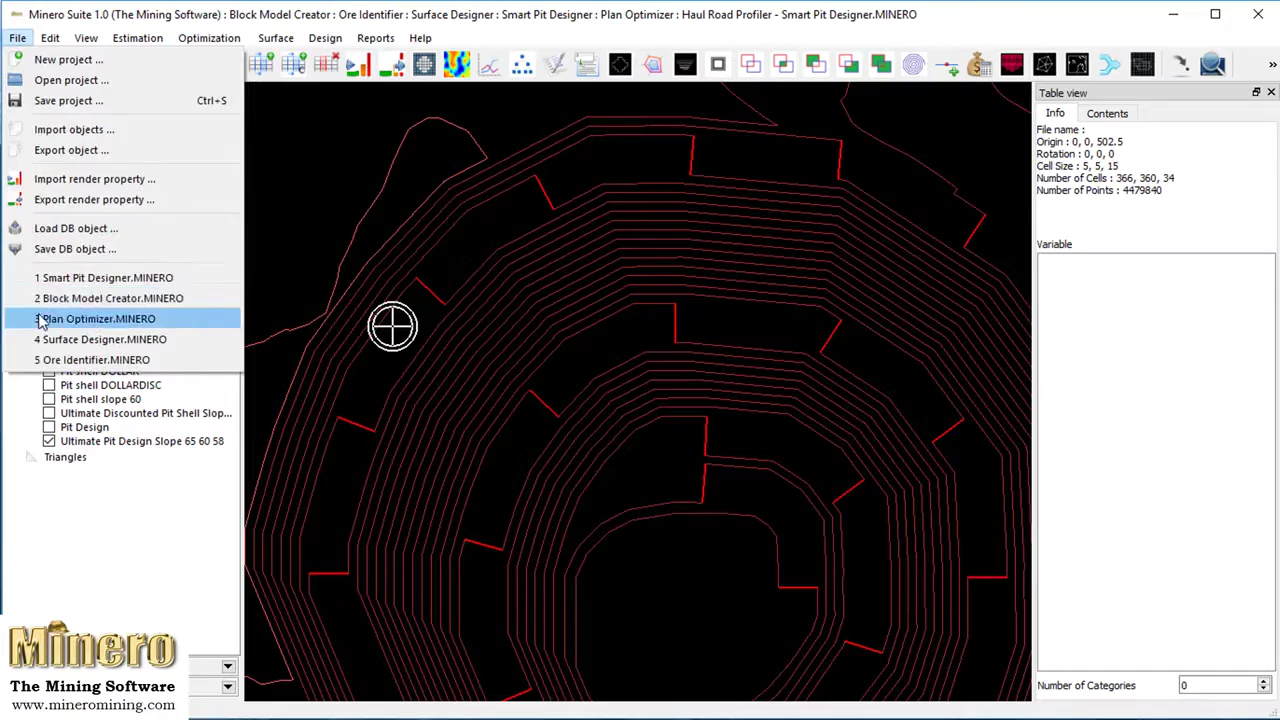 Minero Suite 1.0 (The Mining Software) : Block Model Creator : Ore Identifier : Surface Designer : Smart Pit Designer : Plan Optimizer : Haul Road Profiler - Smart Pit Designer.MINERO
File Edit View Estimation Optimization Surface Design Reports Help
New project ...
Open project ...
Save project ... Ctrl+S
Import objects ...
Export object ...
Import render property ...
Export render property ...
Load DB object ...
Save DB object ...
1 Smart Pit Designer.MINERO
2 Block Model Creator.MINERO
3 Plan Optimizer.MINERO
4 Surface Designer.MINERO
5 Ore Identifier.MINERO
Pit shell DOLLAR
Pit shell DOLLARDISC
Pit shell slope 60
Ultimate Discounted Pit Shell Slop...
Pit Design
Ultimate Pit Design Slope 65 60 58
Triangles
Minero
The Mining Software
www.mineromining.com
Table view
Info Contents
File name :
Origin : 0, 0, 502.5
Rotation : 0, 0, 0
Cell Size : 5, 5, 15
Number of Cells : 366, 360, 34
Number of Points : 4479840
Variable
Number of Categories 0